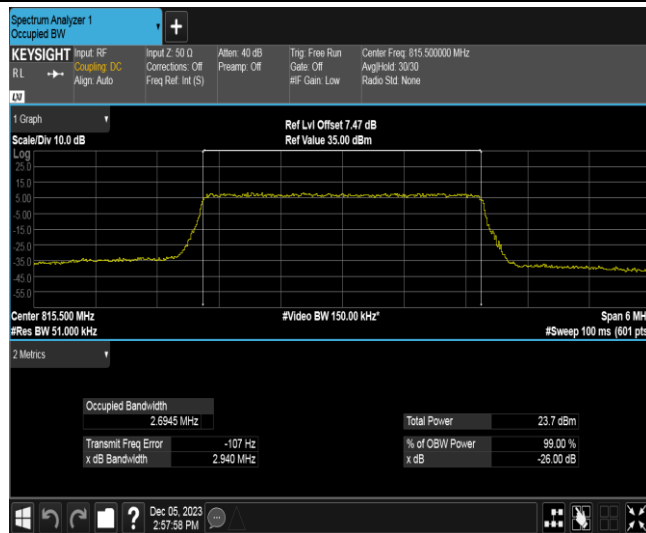 Spectrum Analyzer 1
Occupied BW
+
KEYSIGHT
RL
Input: RF
Coupling: DC
Align: Auto
Input Z: 50 Ω
Corrections: Off
Freq Ref: Int (S)
Atten: 40 dB
Preamp: Off
Trig: Free Run
Gate: Off
#IF Gain: Low
Center Freq: 815.500000 MHz
Avg|Hold: 30/30
Radio Std: None
1 Graph
Scale/Div 10.0 dB
Ref Lvl Offset 7.47 dB
Ref Value 35.00 dBm
Log
25.0
15.0
5.00
-5.00
-15.0
-25.0
-35.0
-45.0
-55.0
Center 815.500 MHz
#Res BW 51.000 kHz
#Video BW 150.00 kHz*
Span 6 MH
#Sweep 100 ms (601 pts
2 Metrics
Occupied Bandwidth
2.6945 MHz
Transmit Freq Error -107 Hz
x dB Bandwidth 2.940 MHz
Total Power 23.7 dBm
% of OBW Power 99.00 %
x dB -26.00 dB
?
Dec 05, 2023
2:57:58 PM